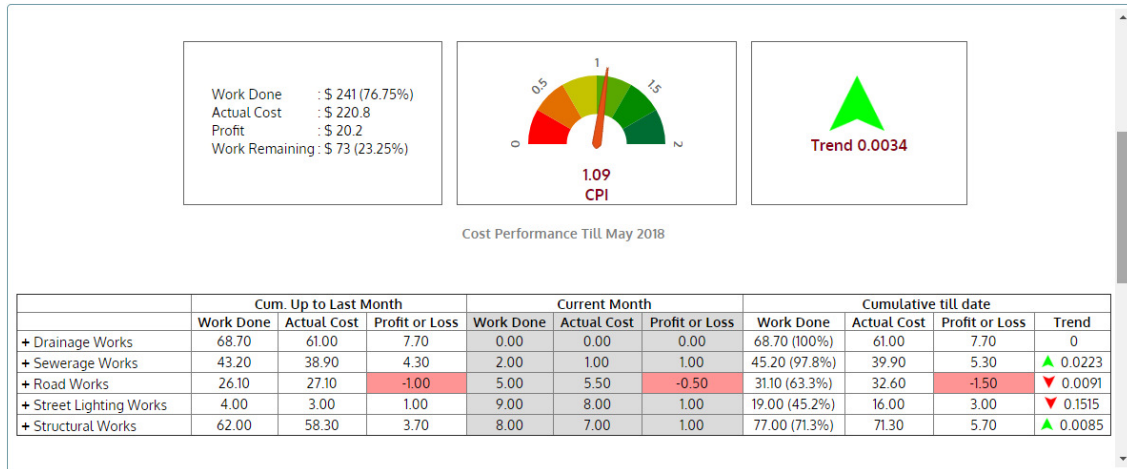 Work Done : $ 241 (76.75%)
Actual Cost : $ 220.8
Profit : $ 20.2
Work Remaining : $ 73 (23.25%)
0 0.5 1 1.5 2
1.09
CPI
Trend 0.0034
Cost Performance Till May 2018
Cum. Up to Last Month Current Month Cumulative till date
Work Done Actual Cost Profit or Loss Work Done Actual Cost Profit or Loss Work Done Actual Cost Profit or Loss Trend
+ Drainage Works 68.70 61.00 7.70 0.00 0.00 0.00 68.70 (100%) 61.00 7.70 0
+ Sewerage Works 43.20 38.90 4.30 2.00 1.00 1.00 45.20 (97.8%) 39.90 5.30 0.0223
+ Road Works 26.10 27.10 -1.00 5.00 5.50 -0.50 31.10 (63.3%) 32.60 -1.50 0.0091
+ Street Lighting Works 4.00 3.00 1.00 9.00 8.00 1.00 19.00 (45.2%) 16.00 3.00 0.1515
+ Structural Works 62.00 58.30 3.70 8.00 7.00 1.00 77.00 (71.3%) 71.30 5.70 0.0085